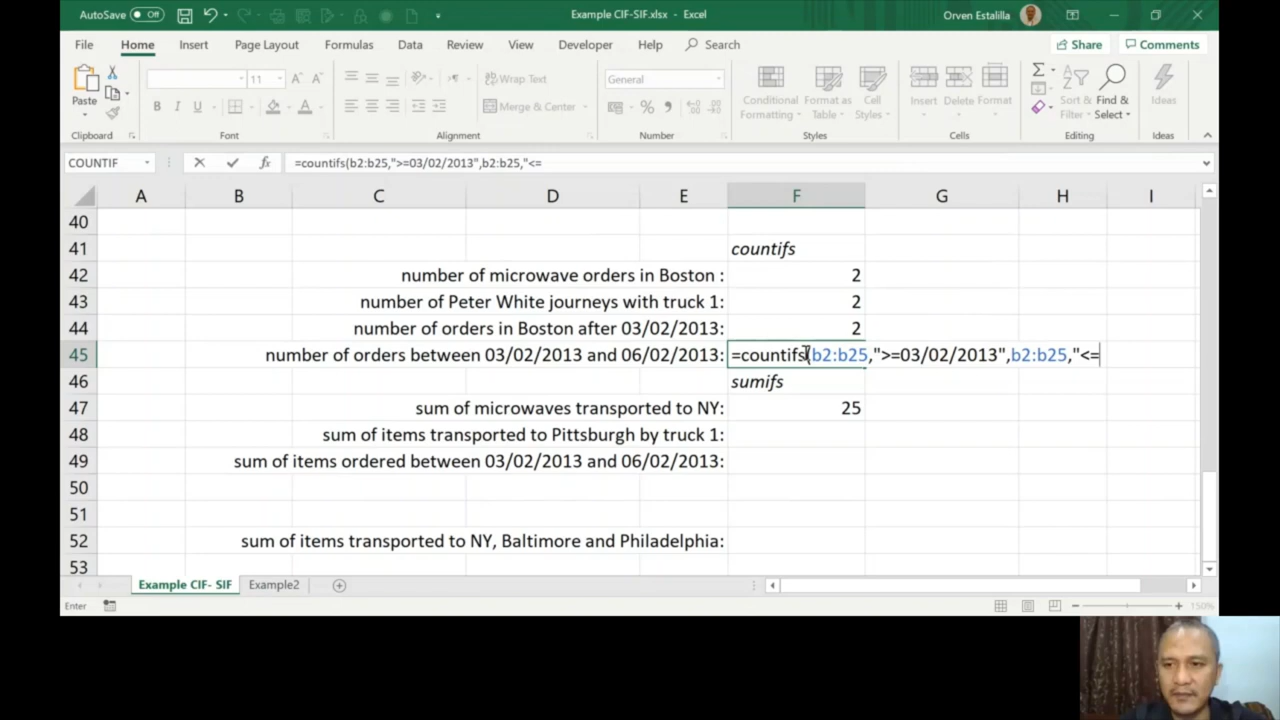 AutoSave Off
Example CIF-SIF.xlsx - Excel
Orven Estalilla
File Home Insert Page Layout Formulas Data Review View Developer Help Search Share Comments
Paste
11
General
Wrap Text
Merge & Center
Conditional Formatting
Format as Table
Cell Styles
Insert Delete Format
Sort & Filter
Find & Select
Ideas
Clipboard Font Alignment Number Styles Cells Editing Ideas
COUNTIF =countifs(b2:b25,">=03/02/2013",b2:b25,"<=
A B C D E F G H I
40
41 countifs
42 number of microwave orders in Boston : 2
43 number of Peter White journeys with truck 1: 2
44 number of orders in Boston after 03/02/2013: 2
45 number of orders between 03/02/2013 and 06/02/2013: =countifs(b2:b25,">=03/02/2013",b2:b25,"<=
46 sumifs
47 sum of microwaves transported to NY: 25
48 sum of items transported to Pittsburgh by truck 1:
49 sum of items ordered between 03/02/2013 and 06/02/2013:
50
51
52 sum of items transported to NY, Baltimore and Philadelphia:
53
Example CIF- SIF Example2
Enter
150%